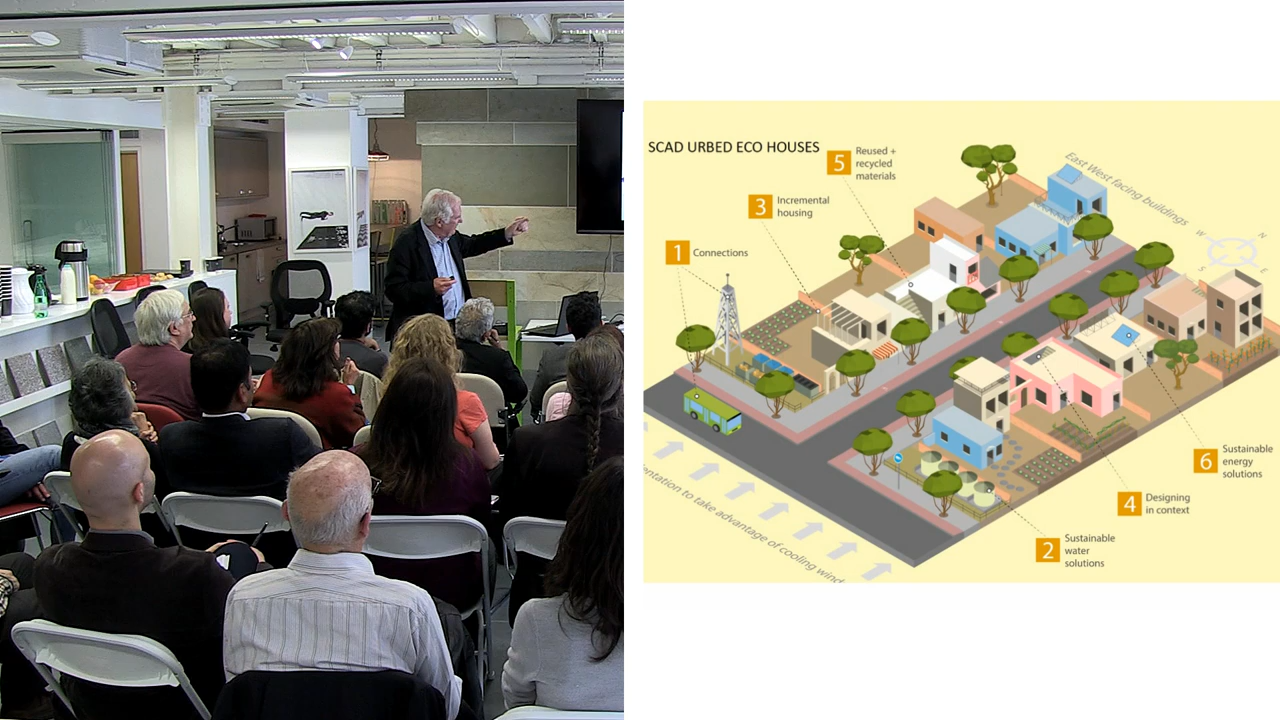 SCAD URBED ECO HOUSES
5
Reused +
recycled
materials
3
Incremental
housing
1
Connections
East West facing buildings
N
W
E
S
6
Sustainable
energy
solutions
4
Designing
in context
2
Sustainable
water
solutions
to take advantage of cooling wind